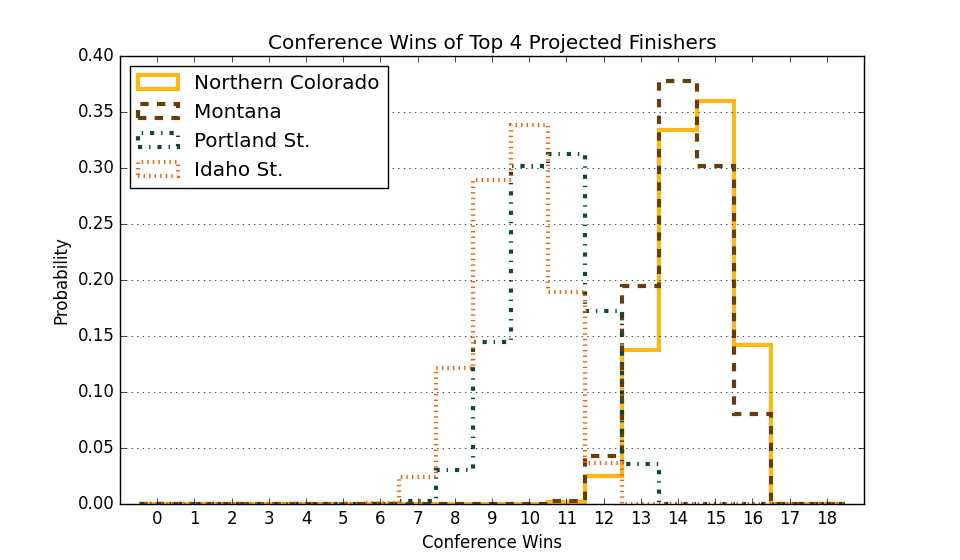 Conference Wins of Top 4 Projected Finishers
0.40
0.35
0.30
0.25
0.20
0.15
0.10
0.05
0.00
Probability
Northern Colorado
Montana
Portland St.
Idaho St.
0 1 2 3 4 5 6 7 8 9 10 11 12 13 14 15 16 17 18
Conference Wins